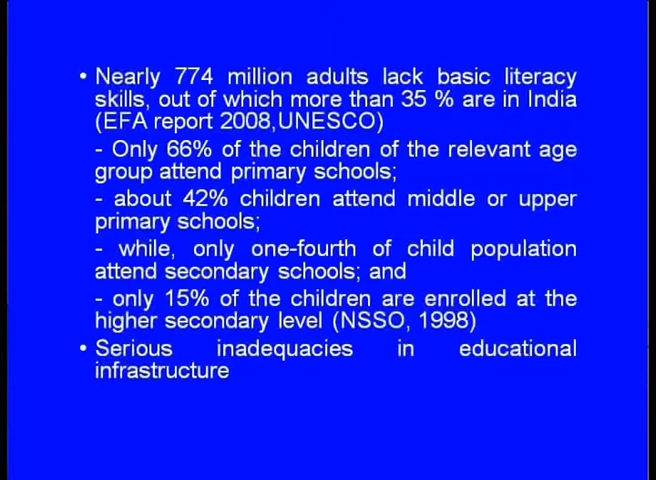 • Nearly 774 million adults lack basic literacy
skills, out of which more than 35 % are in India
(EFA report 2008,UNESCO)
- Only 66% of the children of the relevant age
group attend primary schools;
- about 42% children attend middle or upper
primary schools;
- while, only one-fourth of child population
attend secondary schools; and
- only 15% of the children are enrolled at the
higher secondary level (NSSO, 1998)
• Serious inadequacies in educational
infrastructure